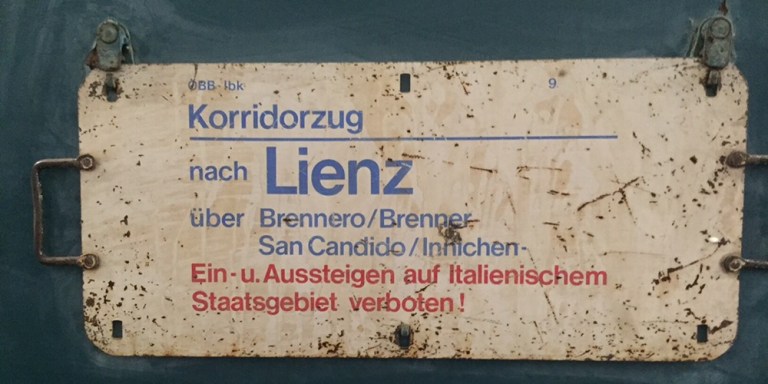 ÖBB Ibk 9
Korridorzug
nach Lienz
über Brennero/Brenner
San Candido/Innichen-
Ein-u.Aussteigen auf Italienischem
Staatsgebiet verboten!